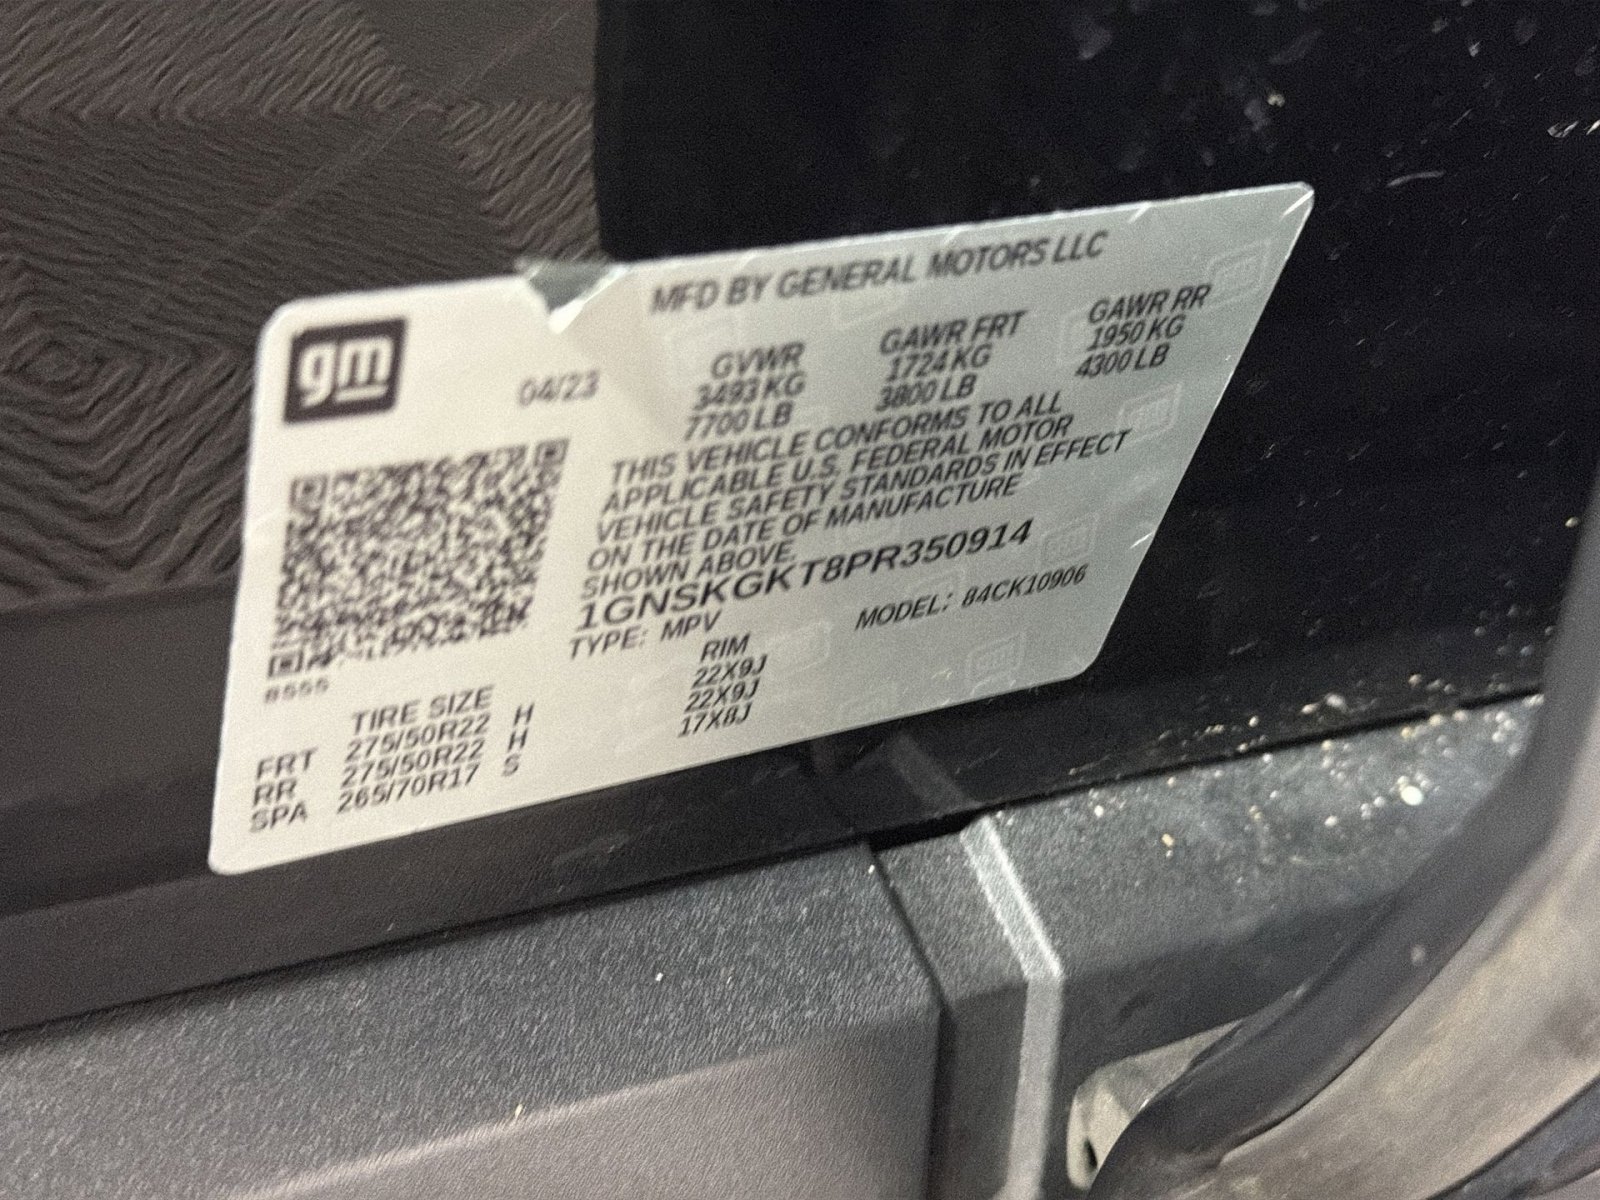 MFD BY GENERAL MOTORS LLC
gm
04/23
GVWR GAWR FRT GAWR RR
3493 KG 1724 KG 1950 KG
7700 LB 3800 LB 4300 LB
THIS VEHICLE CONFORMS TO ALL
APPLICABLE U.S. FEDERAL MOTOR
VEHICLE SAFETY STANDARDS IN EFFECT
ON THE DATE OF MANUFACTURE
SHOWN ABOVE.
1GNSKGKT8PR350914
TYPE: MPV MODEL: 84CK10906
8555
TIRE SIZE RIM
FRT 275/50R22 H 22X9J
RR 275/50R22 H 22X9J
SPA 265/70R17 S 17X8J